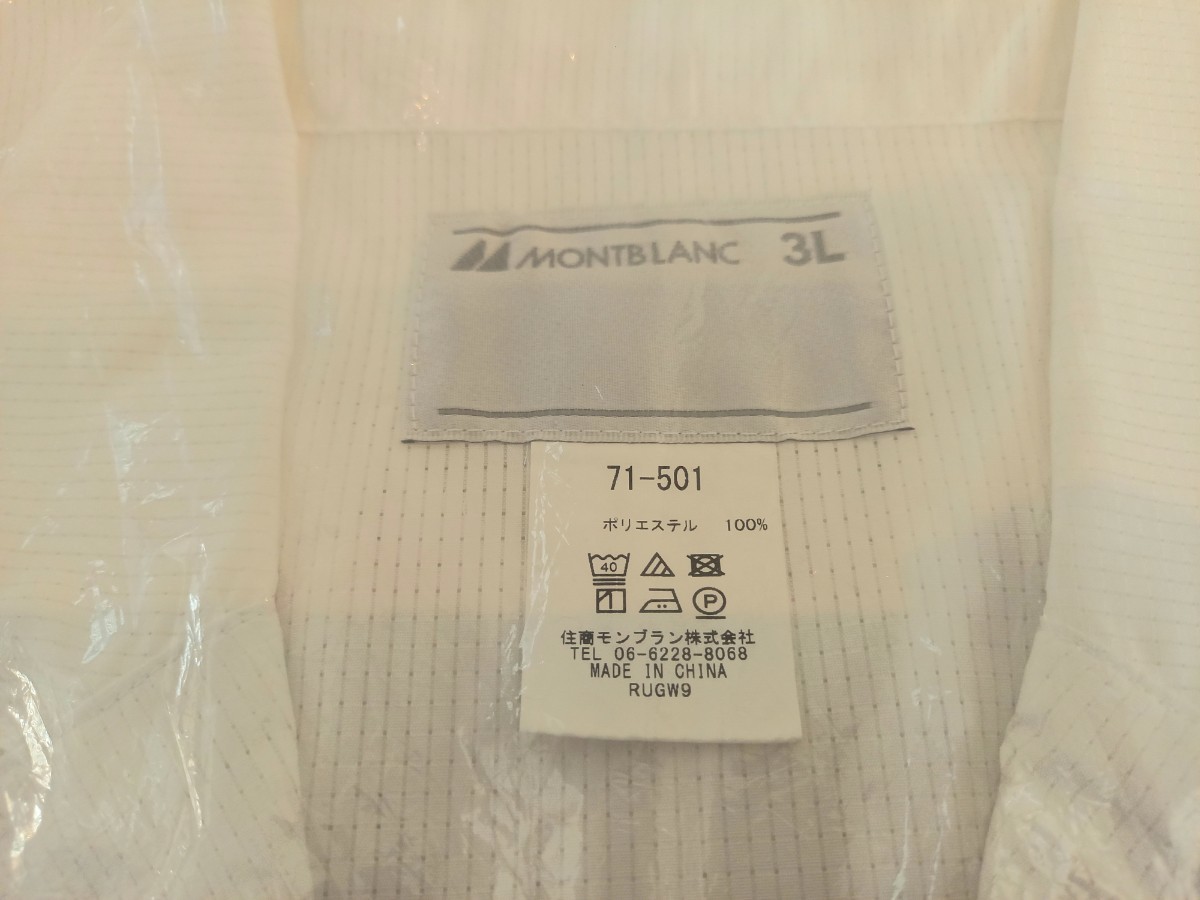 MONTBLANC 3L
71-501
ポリエステル 100%
40
P
住商モンブラン株式会社
TEL 06-6228-8068
MADE IN CHINA
RUGW9